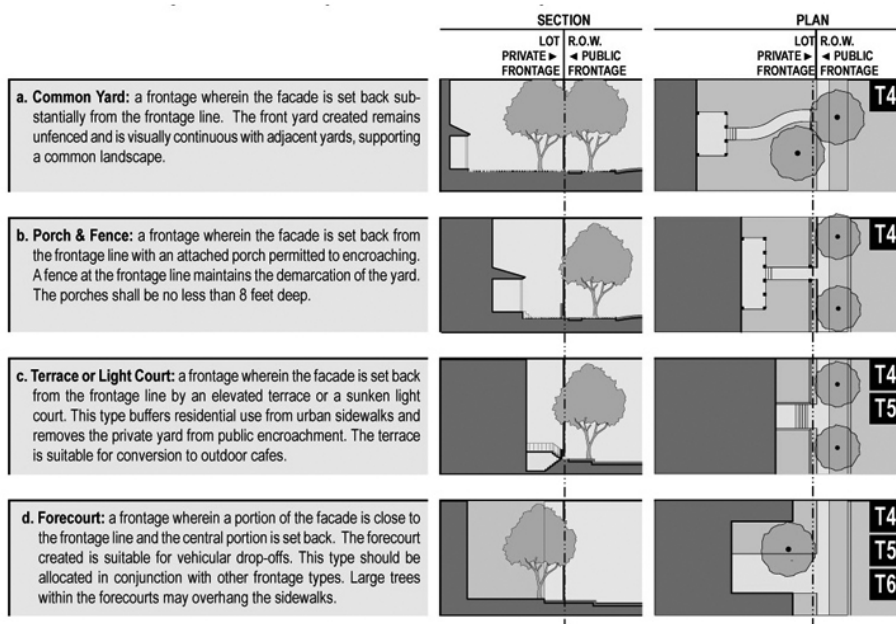 SECTION
PLAN
LOT R.O.W.
PRIVATE► ◄ PUBLIC
FRONTAGE FRONTAGE
LOT R.O.W.
PRIVATE► ◄ PUBLIC
FRONTAGE FRONTAGE
a. Common Yard: a frontage wherein the facade is set back sub-
stantially from the frontage line. The front yard created remains
unfenced and is visually continuous with adjacent yards, supporting
a common landscape.
T4
b. Porch & Fence: a frontage wherein the facade is set back from
the frontage line with an attached porch permitted to encroaching.
A fence at the frontage line maintains the demarcation of the yard.
The porches shall be no less than 8 feet deep.
T4
c. Terrace or Light Court: a frontage wherein the facade is set back
from the frontage line by an elevated terrace or a sunken light
court. This type buffers residential use from urban sidewalks and
removes the private yard from public encroachment. The terrace
is suitable for conversion to outdoor cafes.
T4
T5
d. Forecourt: a frontage wherein a portion of the facade is close to
the frontage line and the central portion is set back. The forecourt
created is suitable for vehicular drop-offs. This type should be
allocated in conjunction with other frontage types. Large trees
within the forecourts may overhang the sidewalks.
T4
T5
T6